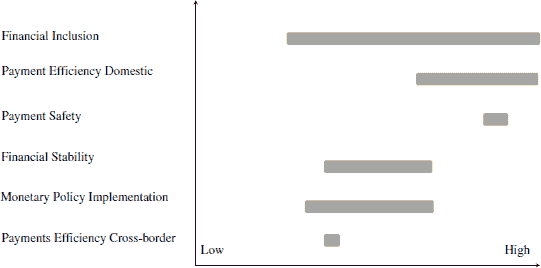 Financial Inclusion
Payment Efficiency Domestic
Payment Safety
Financial Stability
Monetary Policy Implementation
Payments Efficiency Cross-border
Low High